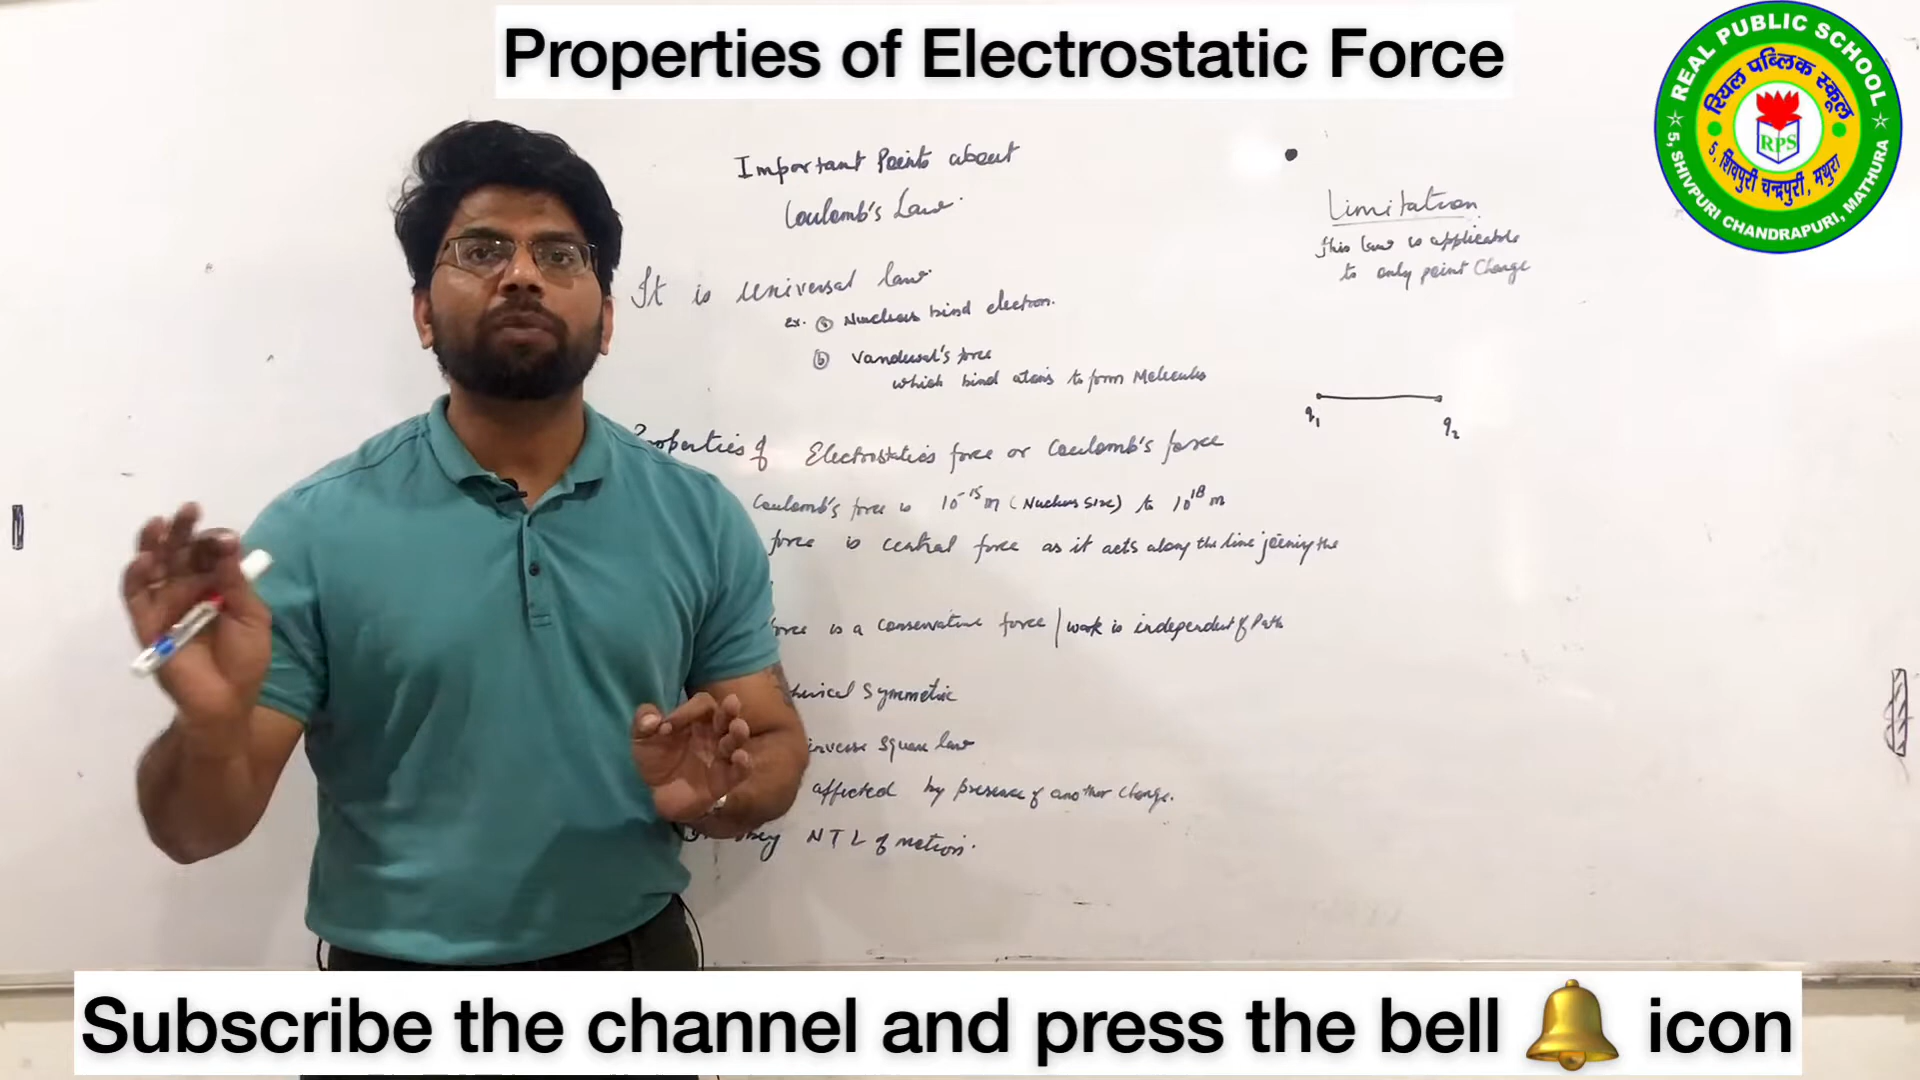 Properties of Electrostatic Force
REAL PUBLIC SCHOOL
रियल पब्लिक स्कूल
RPS
5, शिवपुरी चन्द्रपुरी, मथुरा
5, SHIVPURI CHANDRAPURI, MATHURA
Important Points about
Coulomb's Law.
It is universal law.
Ex. (a) Nucleus bind electron.
(b) Vanderwal's force
which bind atoms to form Molecules
Limitation
This law is applicable
to only point Charge
q1 q2
Properties of Electrostatics force or Coulomb's force
Coulomb's force is 10^-15 m (Nucleus Size) to 10^18 m
force is central force as it acts along the line joining the
force is a conservative force / work is independent of Path
Symmetric
inverse square law
affected by presence of another charge.
obey NTL of motion.
Subscribe the channel and press the bell 🔔 icon